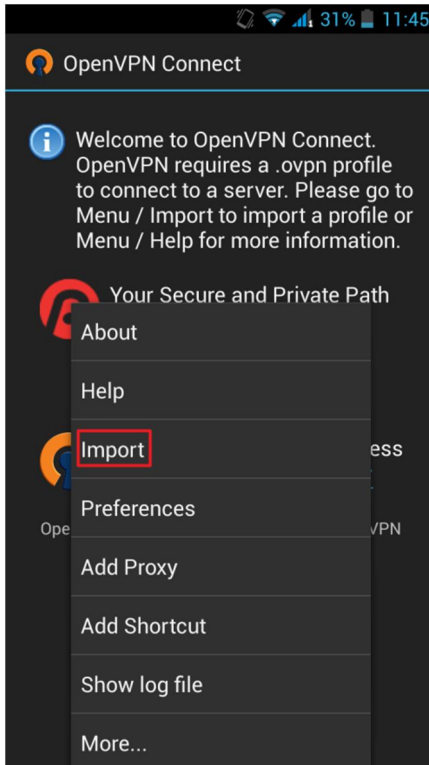 31% 11:45
OpenVPN Connect
Welcome to OpenVPN Connect.
OpenVPN requires a .ovpn profile
to connect to a server. Please go to
Menu / Import to import a profile or
Menu / Help for more information.
Your Secure and Private Path
About
Help
Import
ess
Preferences
Ope
VPN
Add Proxy
Add Shortcut
Show log file
More...